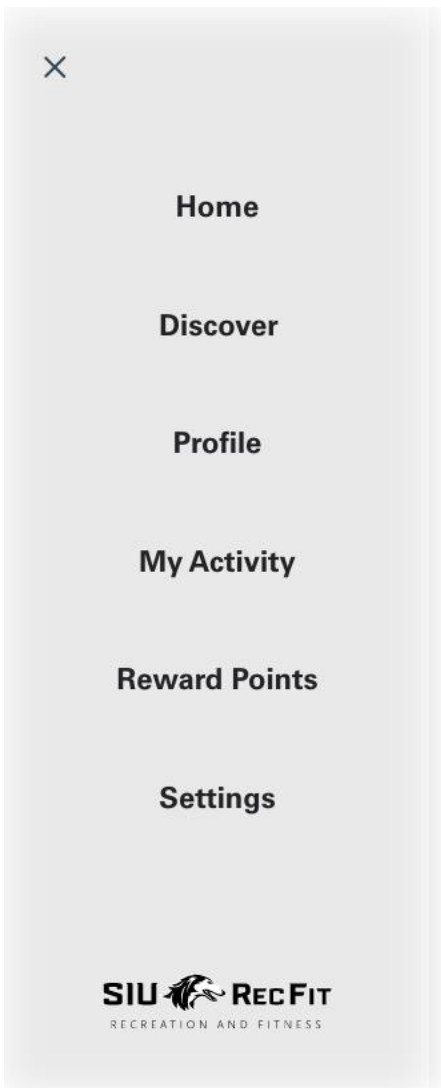 Home
Discover
Profile
My Activity
Reward Points
Settings
SIU RECFIT
RECREATION AND FITNESS